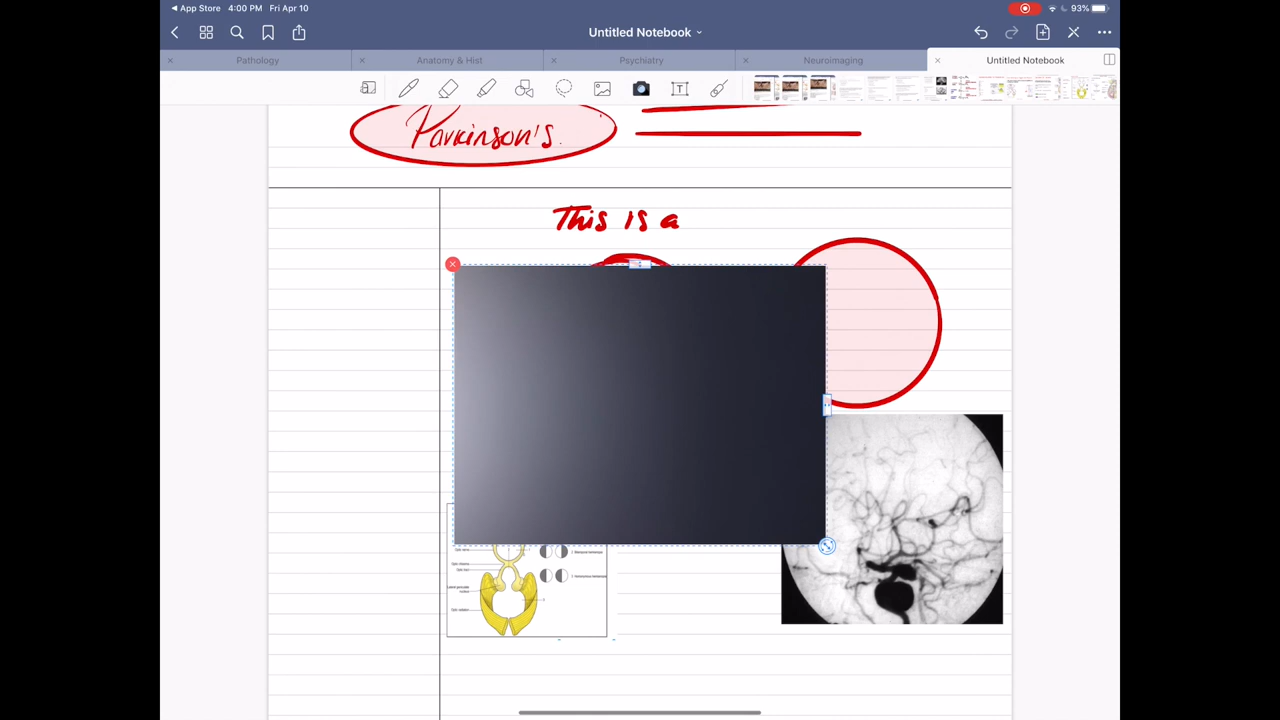 App Store 4:00 PM Fri Apr 10 93%
Untitled Notebook
Pathology Anatomy & Hist Psychiatry Neuroimaging Untitled Notebook
Parkinson's.
This is a